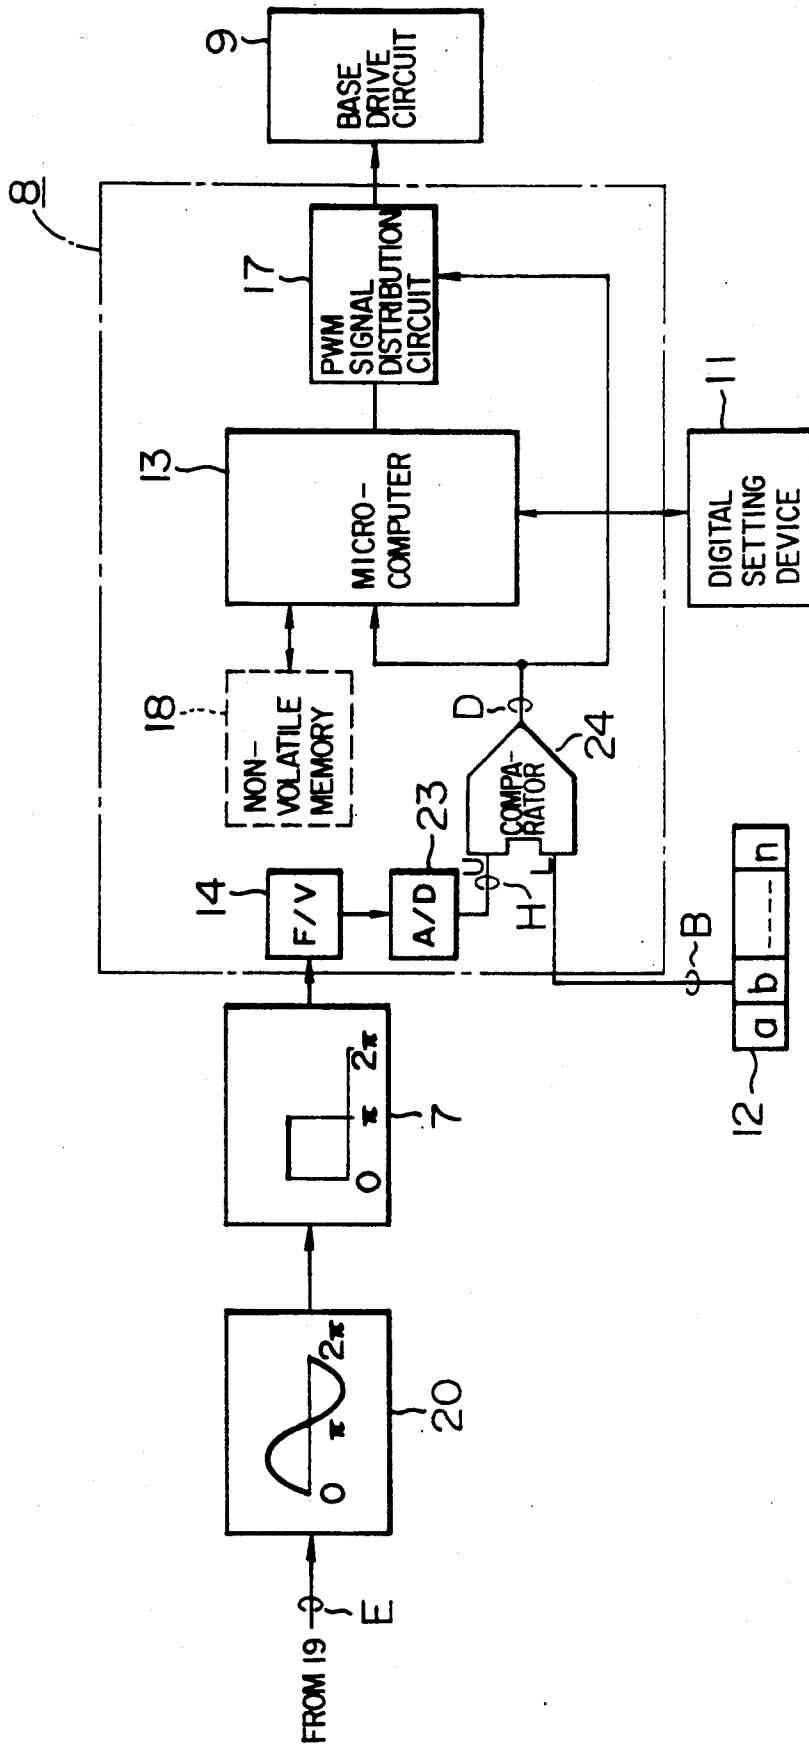 8
9
BASE
DRIVE
CIRCUIT
17
PWM
SIGNAL
DISTRIBUTION
CIRCUIT
13
MICRO-
COMPUTER
11
DIGITAL
SETTING
DEVICE
18
NON-
VOLATILE
MEMORY
D
24
COMPA-
RATOR
U
L
H
14
F/V
23
A/D
B
12
a b ---- n
0 π 2π
7
0 π 2π
20
E
FROM 19